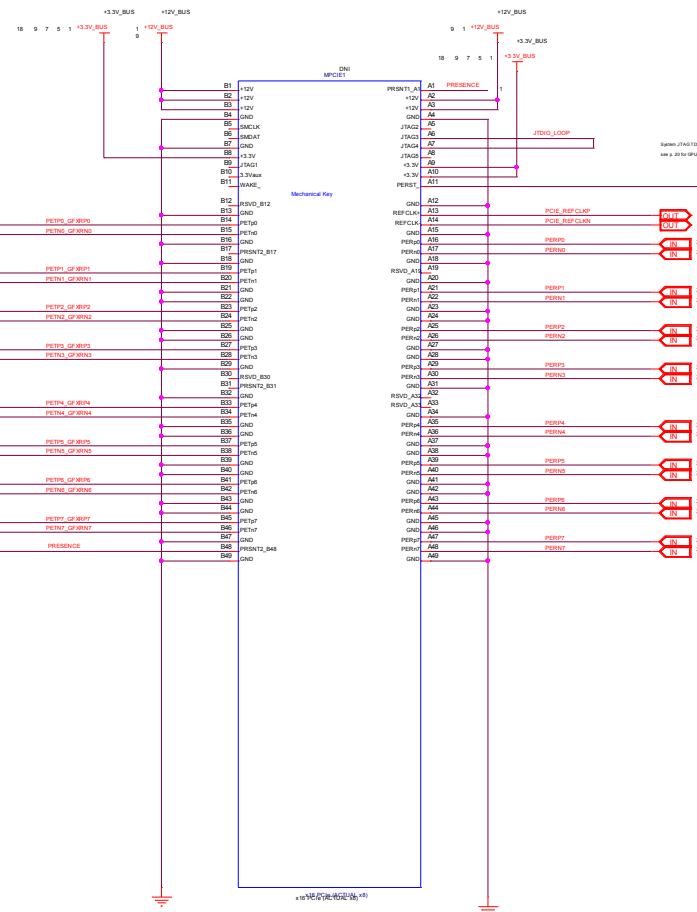 +3.3V_BUS +12V_BUS +12V_BUS
18 9 7 5 1 +3.3V_BUS 1 +12V_BUS 9 1 +12V_BUS
9
+3.3V_BUS
18 9 7 5 1 +3.3V_BUS
DNI
MPCIE1
B1 +12V PRSNT1_A1 A1 PRESENCE 1
B2 +12V +12V A2
B3 +12V +12V A3
B4 GND GND A4
B5 SMCLK JTAG2 A5
B6 SMDAT JTAG3 A6 JTDIO_LOOP
B7 GND JTAG4 A7
B8 +3.3V JTAG5 A8
B9 JTAG1 +3.3V A9
B10 3.3Vaux +3.3V A10
B11 WAKE_ PERST_ A11
System JTAG TD
see p. 20 for GPU
Mechanical Key
B12 RSVD_B12 GND A12
B13 GND REFCLK+ A13 PCIE_REFCLKP OUT
PETP0_GFXRP0 B14 PETp0 REFCLK- A14 PCIE_REFCLKN OUT
PETN0_GFXRN0 B15 PETn0 GND A15
B16 GND PERp0 A16 PERP0 IN
B17 PRSNT2_B17 PERn0 A17 PERN0 IN
B18 GND GND A18
PETP1_GFXRP1 B19 PETp1 RSVD_A19 A19
PETN1_GFXRN1 B20 PETn1 GND A20
B21 GND PERp1 A21 PERP1 IN
B22 GND PERn1 A22 PERN1 IN
PETP2_GFXRP2 B23 PETp2 GND A23
PETN2_GFXRN2 B24 PETn2 GND A24
B25 GND PERp2 A25 PERP2 IN
B26 GND PERn2 A26 PERN2 IN
PETP3_GFXRP3 B27 PETp3 GND A27
PETN3_GFXRN3 B28 PETn3 GND A28
B29 GND PERp3 A29 PERP3 IN
B30 RSVD_B30 PERn3 A30 PERN3 IN
B31 PRSNT2_B31 GND A31
B32 GND RSVD_A32 A32
PETP4_GFXRP4 B33 PETp4 RSVD_A33 A33
PETN4_GFXRN4 B34 PETn4 GND A34
B35 GND PERp4 A35 PERP4 IN
B36 GND PERn4 A36 PERN4 IN
PETP5_GFXRP5 B37 PETp5 GND A37
PETN5_GFXRN5 B38 PETn5 GND A38
B39 GND PERp5 A39 PERP5 IN
B40 GND PERn5 A40 PERN5 IN
PETP6_GFXRP6 B41 PETp6 GND A41
PETN6_GFXRN6 B42 PETn6 GND A42
B43 GND PERp6 A43 PERP6 IN
B44 GND PERn6 A44 PERN6 IN
PETP7_GFXRP7 B45 PETp7 GND A45
PETN7_GFXRN7 B46 PETn7 GND A46
B47 GND PERp7 A47 PERP7 IN
PRESENCE B48 PRSNT2_B48 PERn7 A48 PERN7 IN
B49 GND GND A49
x16 PCIe (ACTUAL x8)
x16 PCIe (ACTUAL x8)